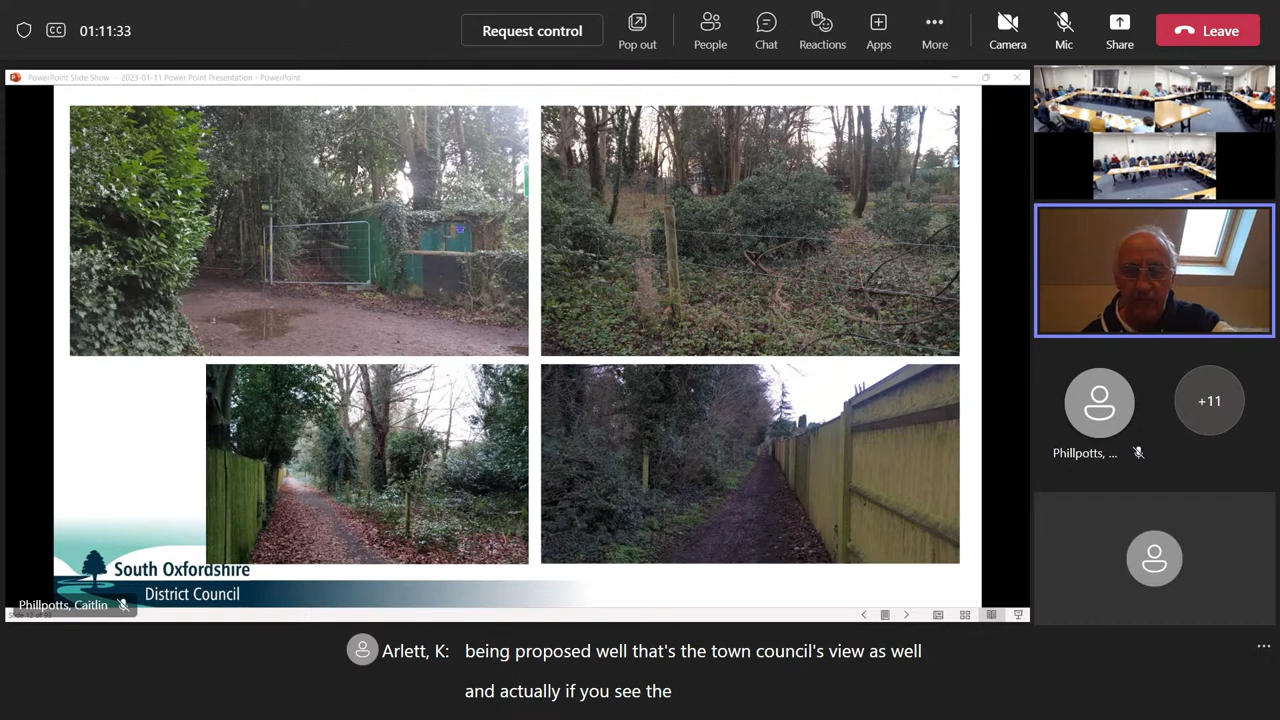 01:11:33
CC
Request control
Pop out
People
Chat
Reactions
Apps
More
Camera
Mic
Share
Leave
PowerPoint Slide Show - 2023-01-11 Power Point Presentation - PowerPoint
South Oxfordshire
District Council
Phillpotts, Caitlin
Phillpotts, ...
+11
Arlett, K: being proposed well that's the town council's view as well
and actually if you see the